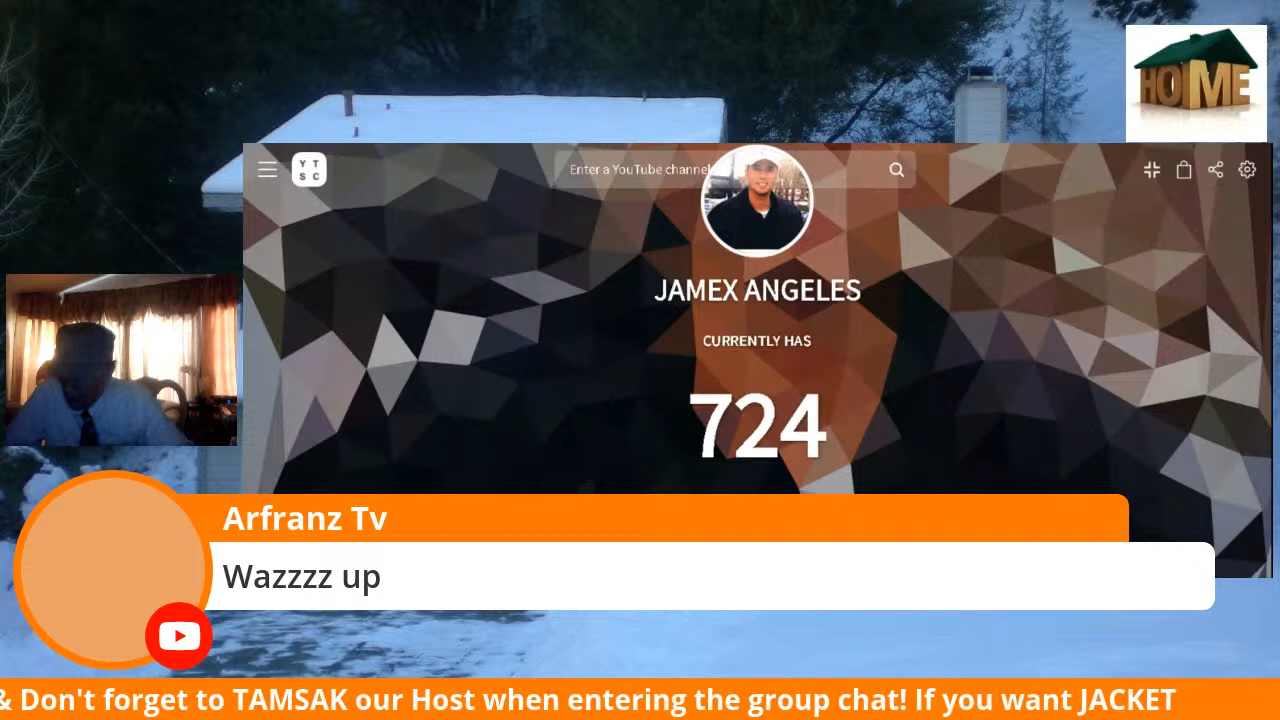 HOME
Y T
S C
Enter a YouTube channel
JAMEX ANGELES
CURRENTLY HAS
724
Arfranz Tv
Wazzzz up
& Don't forget to TAMSAK our Host when entering the group chat! If you want JACKET